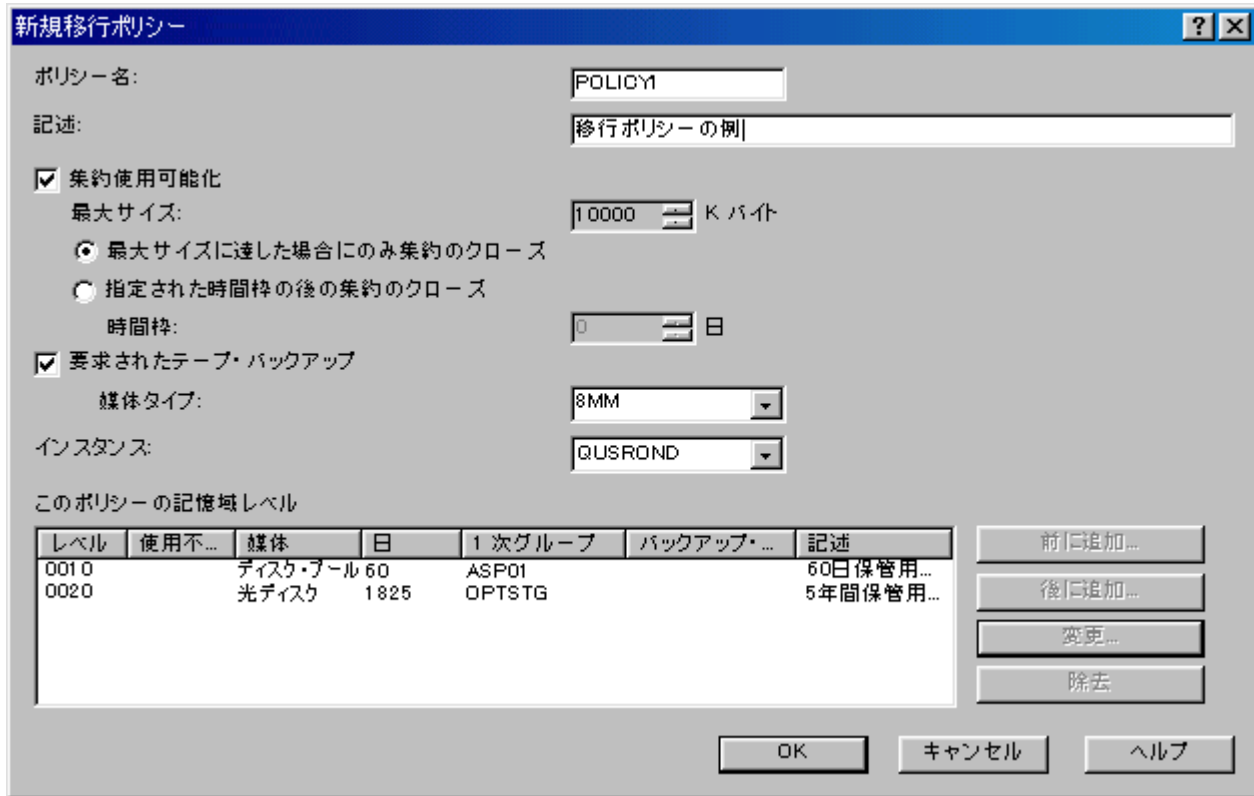 新規移行ポリシー
ポリシー名: POLICY1
記述: 移行ポリシーの例
集約使用可能化
最大サイズ: 10000 K バイト
最大サイズに達した場合にのみ集約のクローズ
指定された時間枠の後の集約のクローズ
時間枠: 0 日
要求されたテープ・バックアップ
媒体タイプ: 8MM
インスタンス: QUSROND
このポリシーの記憶域レベル
レベル 使用不... 媒体 日 1 次グループ バックアップ・... 記述
0010 ディスク・プール 60 ASP01 60日保管用...
0020 光ディスク 1825 OPTSTG 5年間保管用...
前に追加...
後に追加...
変更...
除去
OK キャンセル ヘルプ